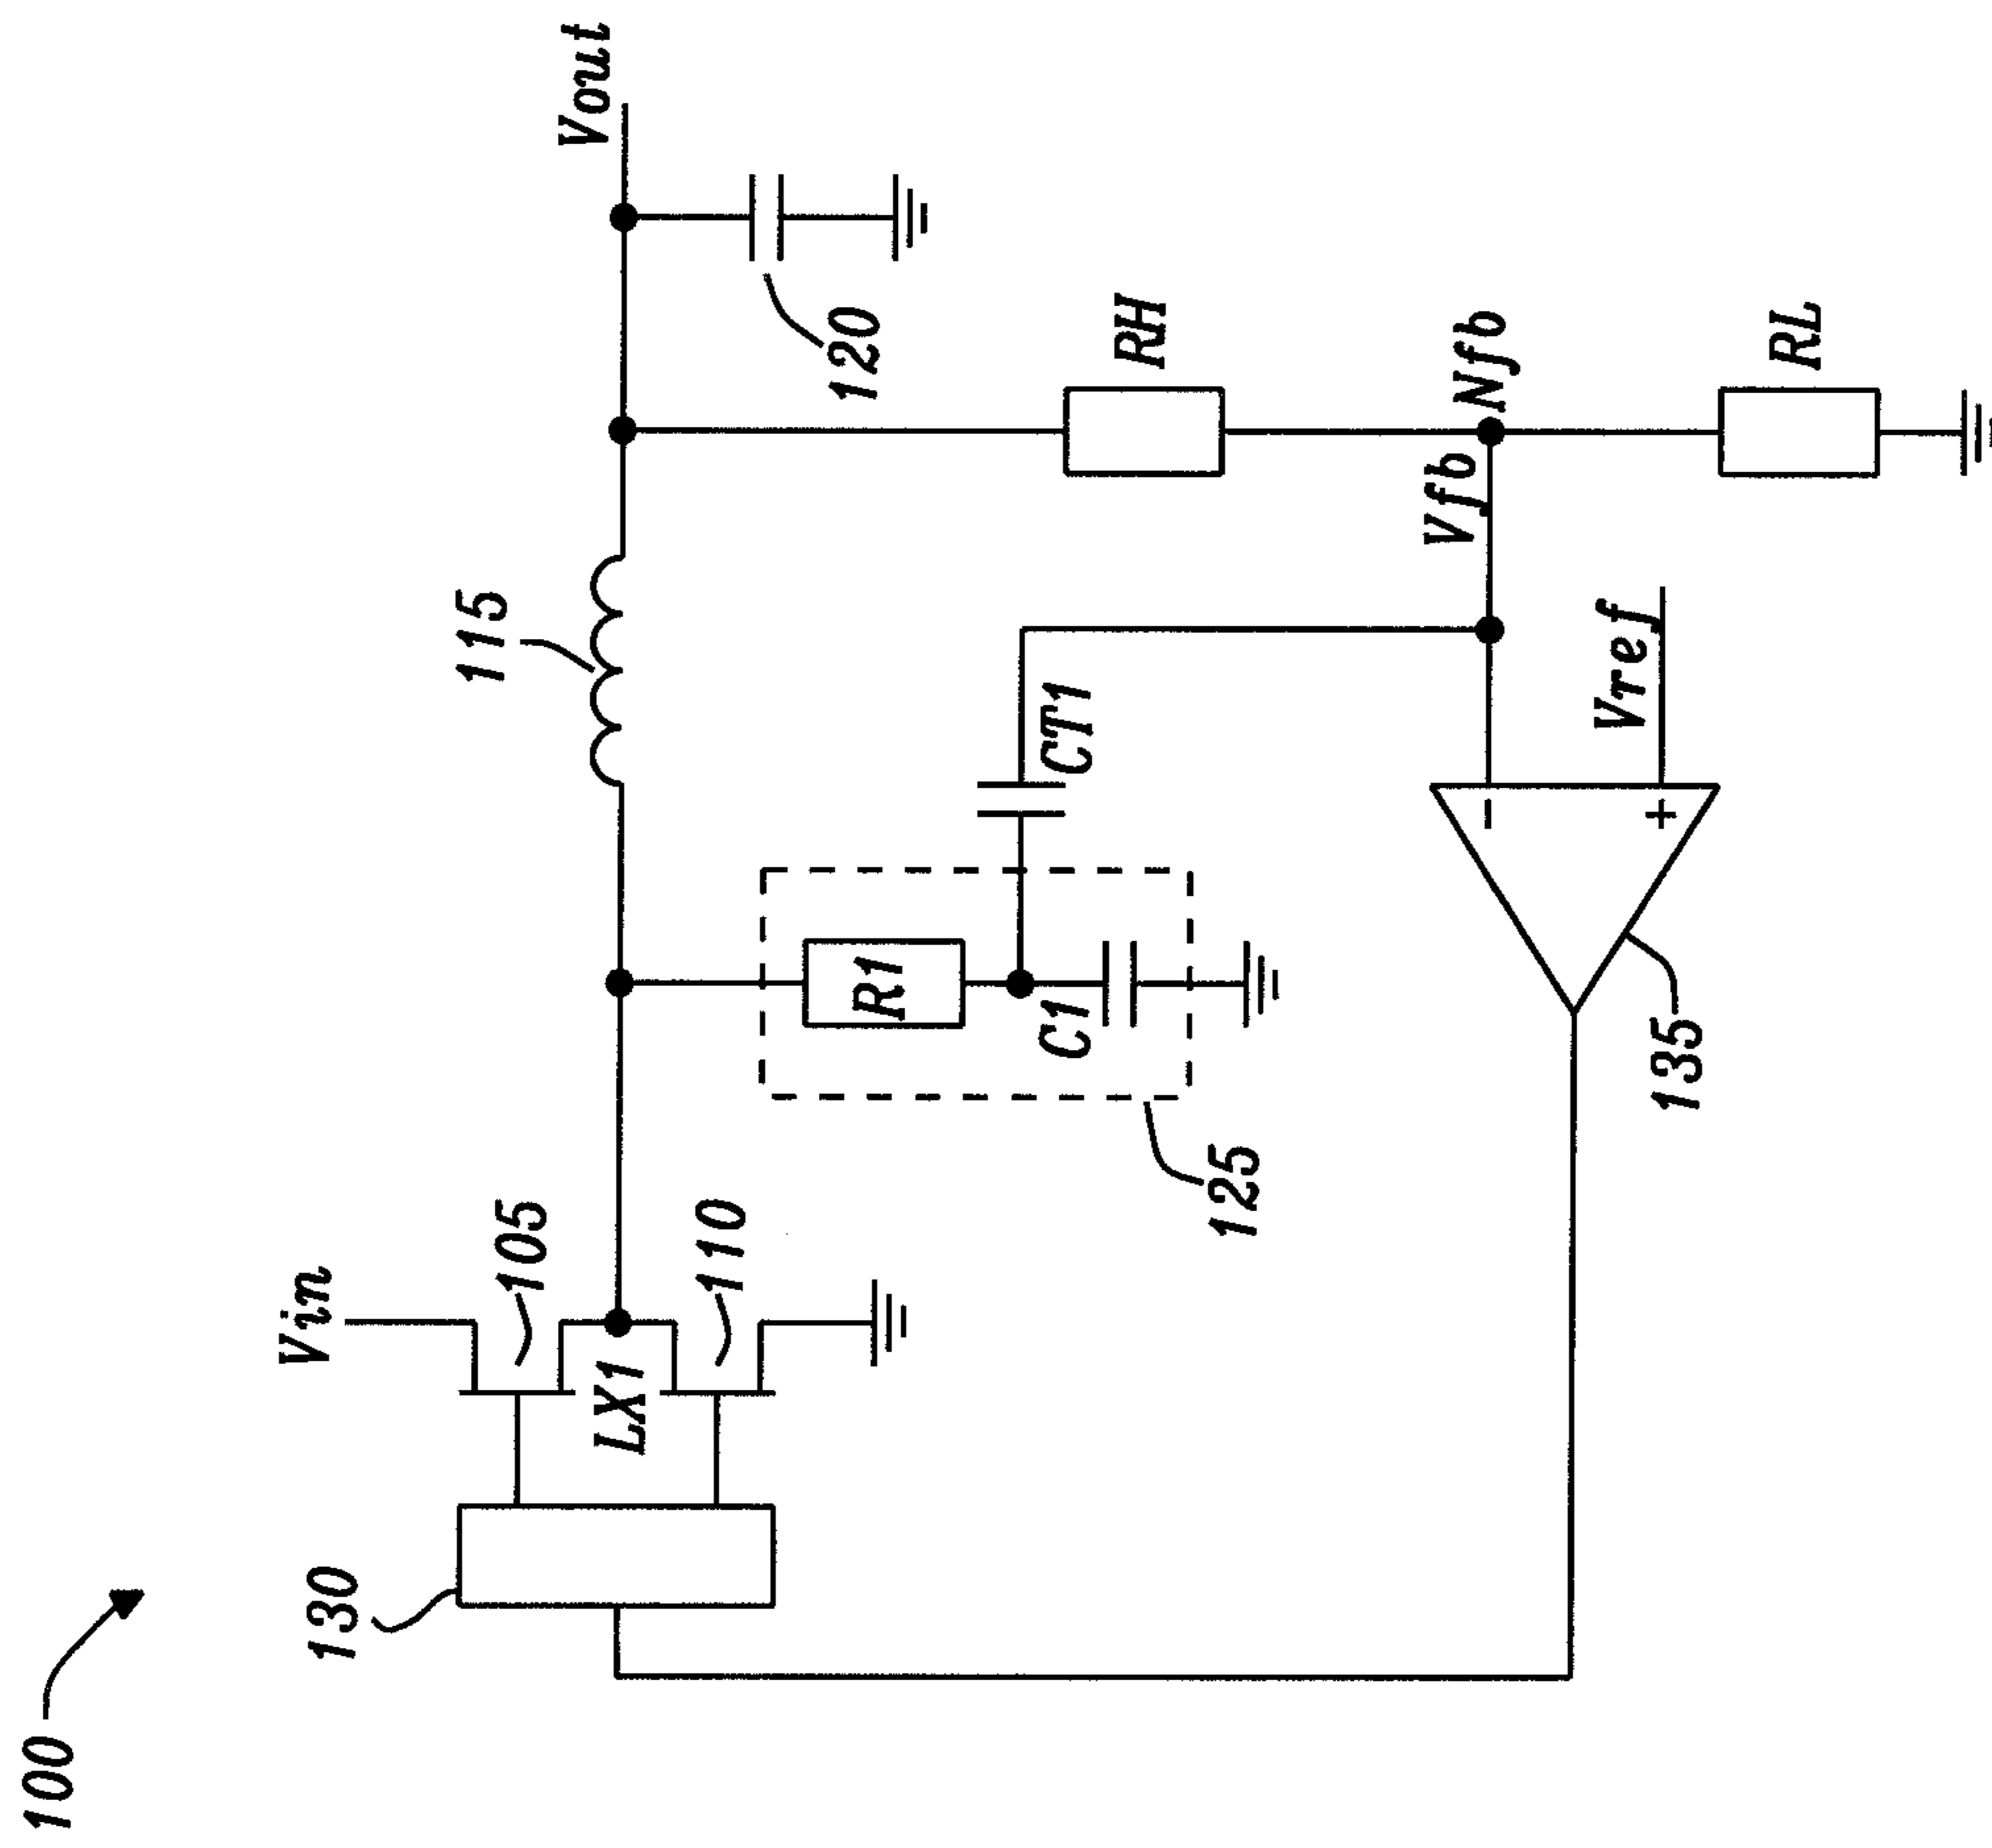 100
130
Vin
105
LX1
110
115
Vout
120
R1
C1
125
CT1
RH
Vfb
Nfb
RL
Vref
-
+
135